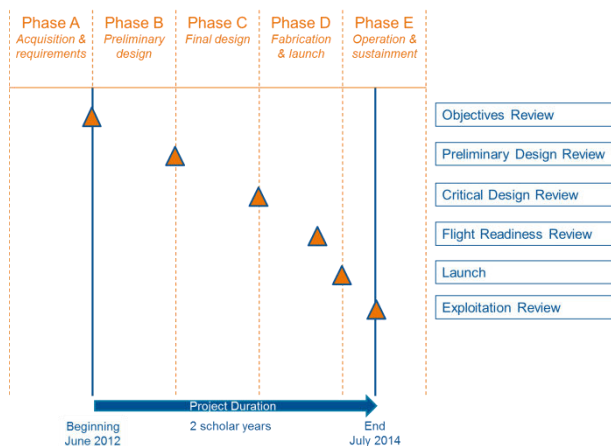 Phase A
Acquisition &
requirements
Phase B
Preliminary
design
Phase C
Final design
Phase D
Fabrication
& launch
Phase E
Operation &
sustainment
Objectives Review
Preliminary Design Review
Critical Design Review
Flight Readiness Review
Launch
Exploitation Review
Project Duration
Beginning
June 2012
2 scholar years
End
July 2014